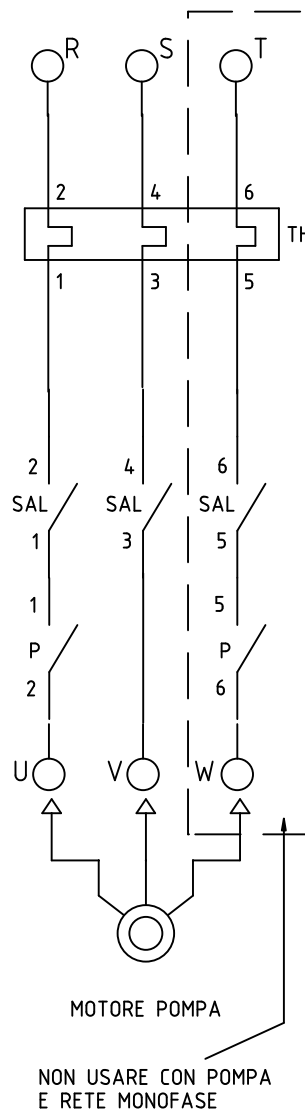 R S T
2 4 6
TH
1 3 5
2 4 6
SAL SAL SAL
1 3 5
1 5
P P
2 6
U V W
MOTORE POMPA
NON USARE CON POMPA
E RETE MONOFASE